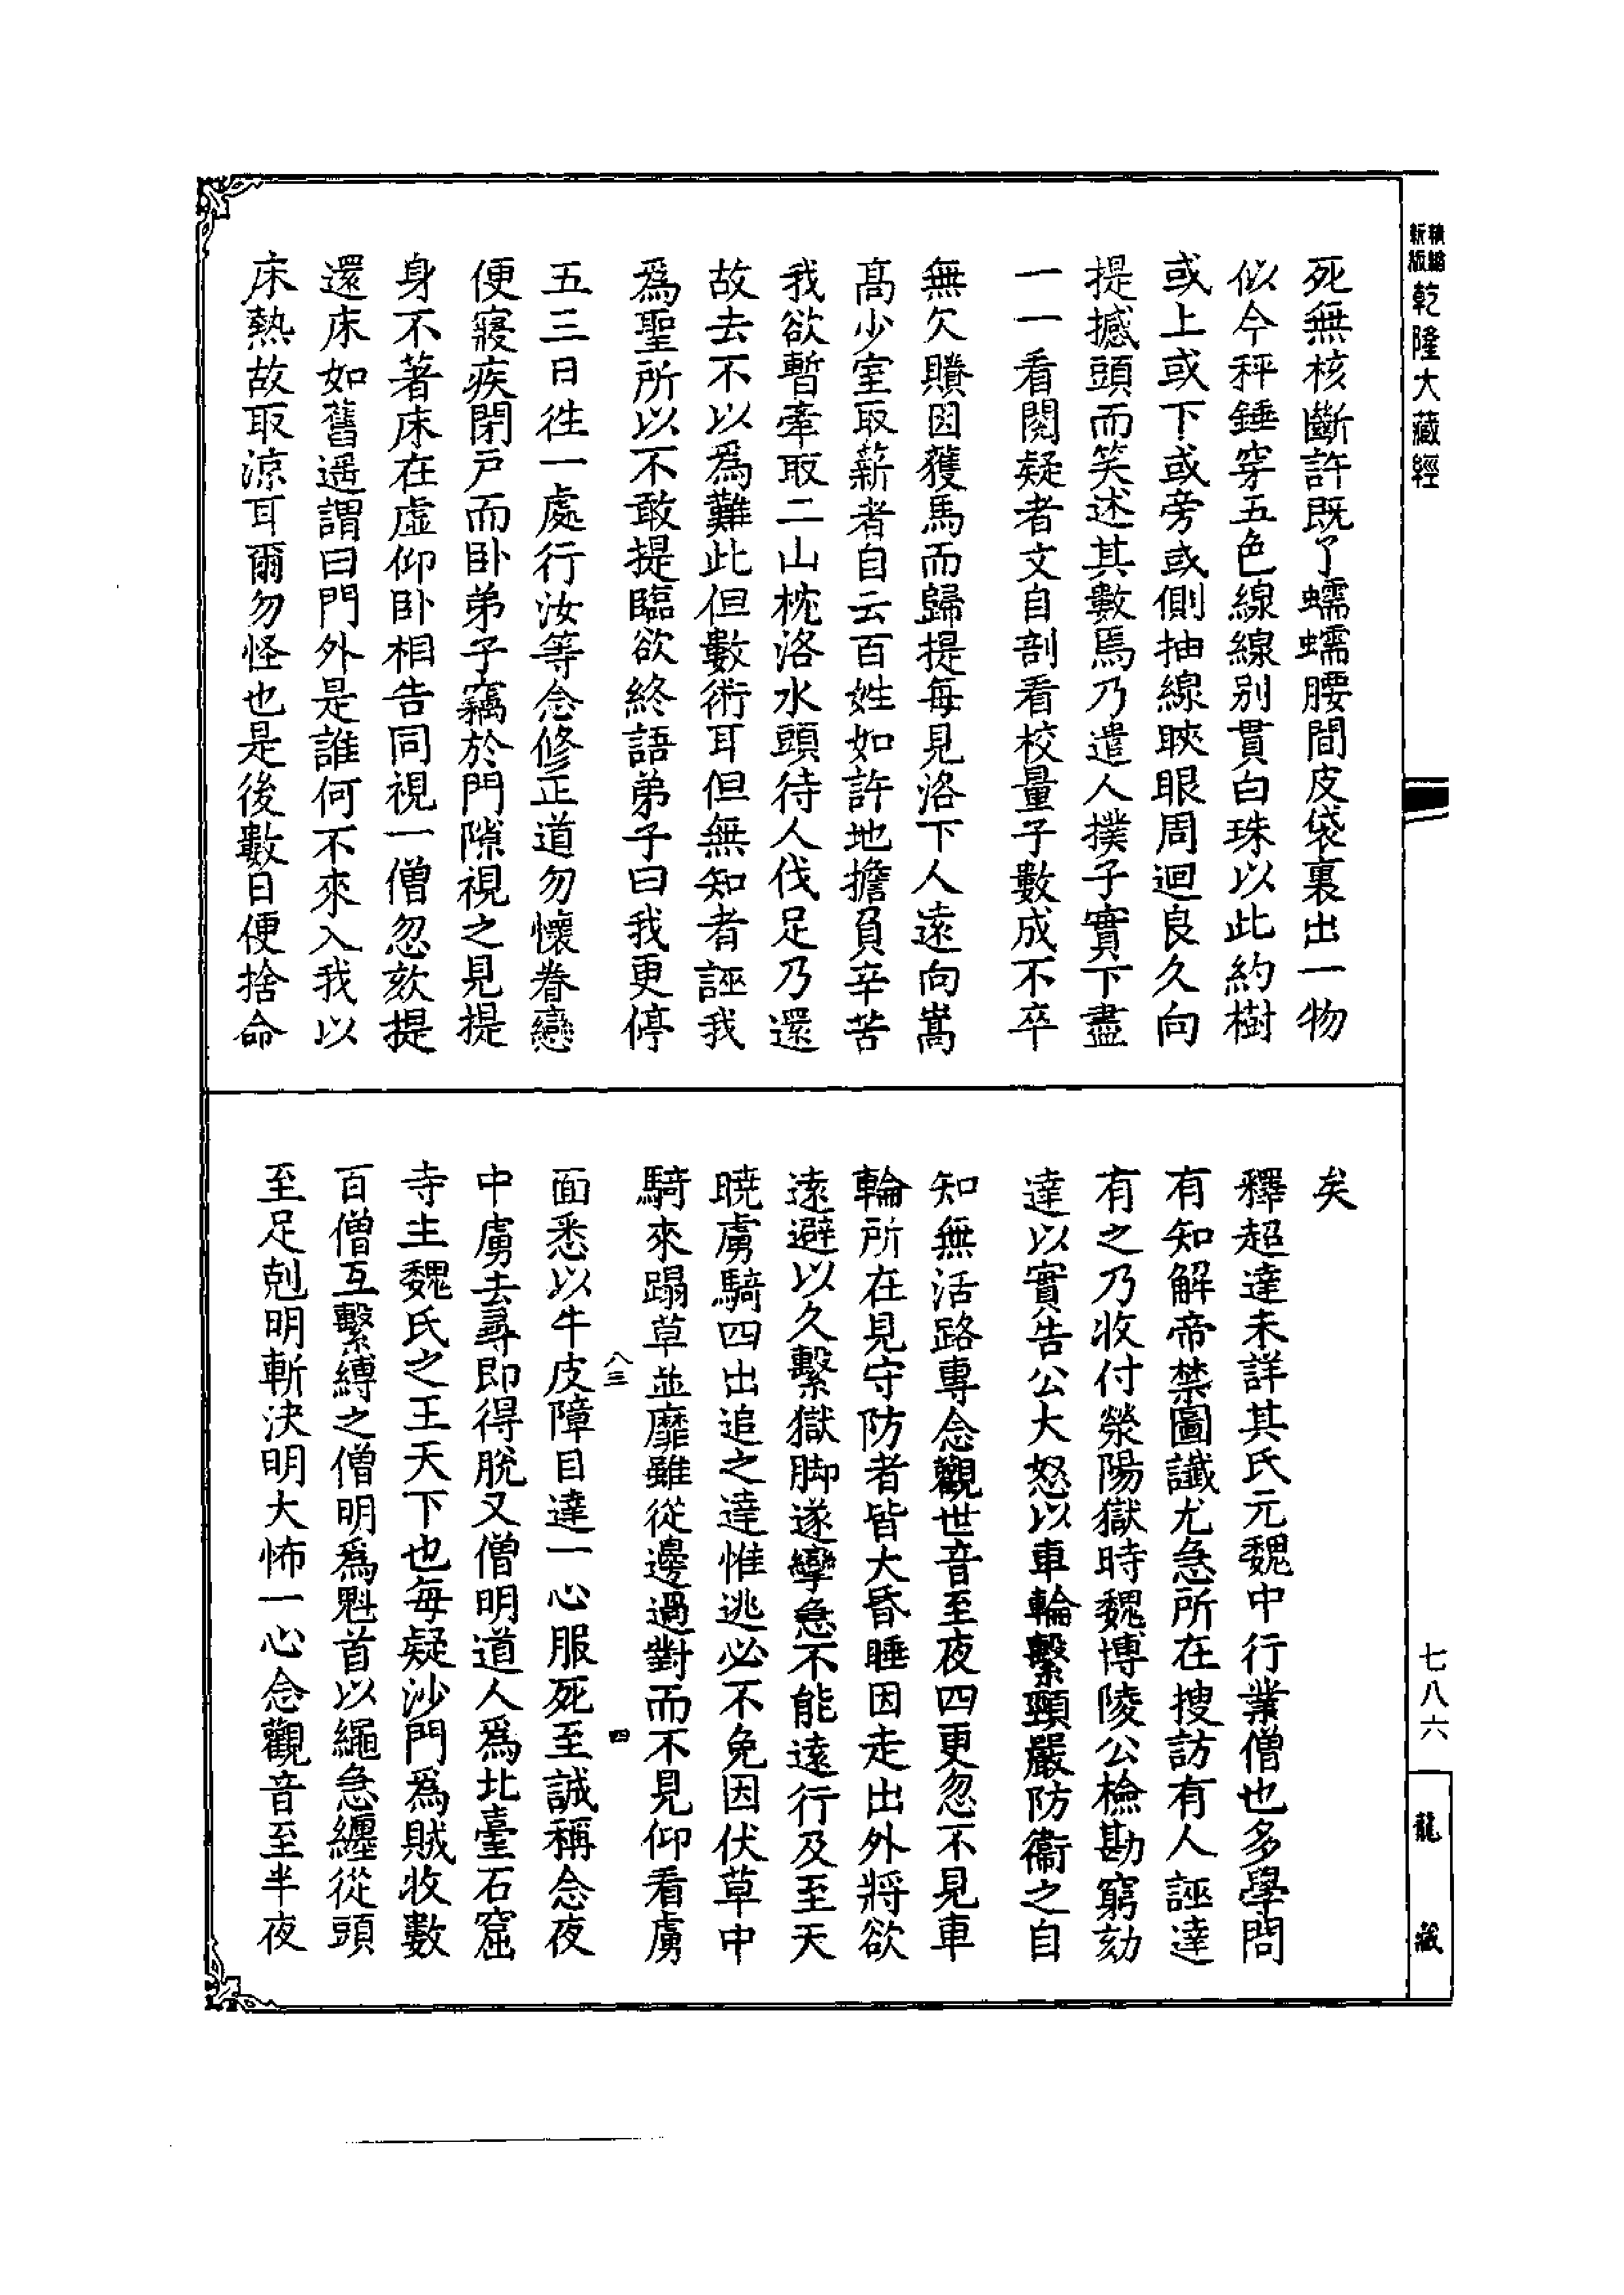 精縮
新版
乾隆大藏經
死無核斷許既了蠕蠕腰間皮袋裏出一物
似今秤錘穿五色線線別貫白珠以此約樹
或上或下或旁或側抽線䀹眼周迴良久向
提撼頭而笑述其數焉乃遣人撲子實下盡
一一看閱疑者文自剖看校量子數成不卒
無欠賸因獲馬而歸提每見洛下人遠向嵩
高少室取薪者自云百姓如許地擔負辛苦
我欲暫牽取二山枕洛水頭待人伐足乃還
故去不以為難此但數術耳但無知者誣我
為聖所以不敢提臨欲終語弟子曰我更停
五三日徃一處行汝等念修正道勿懷眷戀
便寢疾閉戶而臥弟子竊於門隙視之見提
身不著床在虛仰臥相告同視一僧忽欬提
還床如舊遥謂曰門外是誰何不來入我以
床熱故取涼耳爾勿怪也是後數日便捨命
矣
釋超達未詳其氏元魏中行業僧也多學問
有知解帝禁圖讖尤急所在搜訪有人誣達
有之乃收付滎陽獄時魏博陵公檢勘窮劾
達以實告公大怒以車輪繫頸嚴防衞之自
知無活路專念觀世音至夜四更忽不見車
輪所在見守防者皆大昏睡因走出外將欲
遠避以久繫獄脚遂攣急不能遠行及至天
曉虜騎四出追之達惟逃必不免因伏草中
騎來蹋草並靡雖從邊過對而不見仰看虜
面悉以牛皮障目達一心服死至誠稱念夜
中虜去尋即得脫又僧明道人為北臺石窟
寺主魏氏之王天下也每疑沙門為賊收數
百僧互繫縛之僧明為魁首以繩急纏從頭
至足剋明斬決明大怖一心念觀音至半夜
八三
四
七八六
龍藏